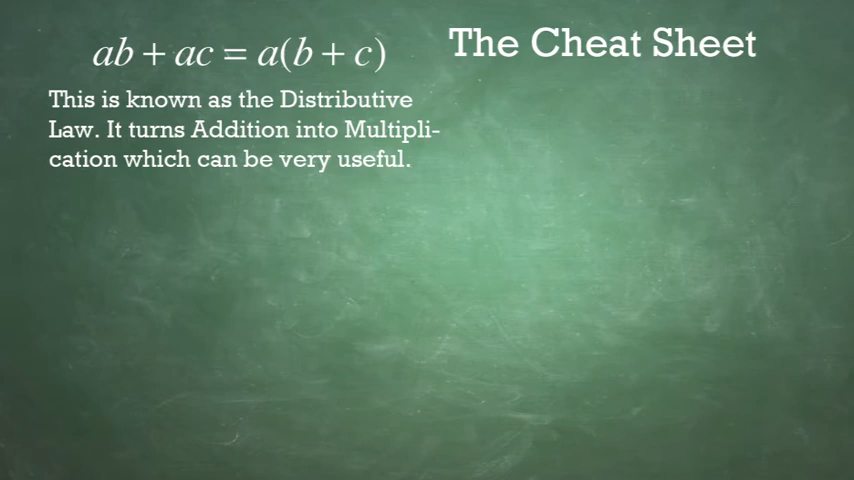 ab + ac = a(b + c)
The Cheat Sheet
This is known as the Distributive
Law. It turns Addition into Multipli-
cation which can be very useful.